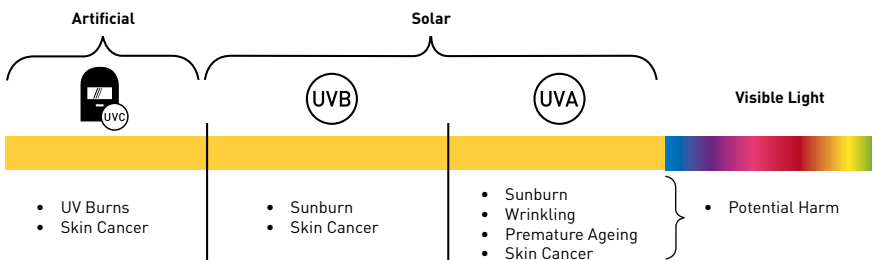 Artificial
Solar
UVC
UVB
UVA
Visible Light
• UV Burns
• Skin Cancer
• Sunburn
• Skin Cancer
• Sunburn
• Wrinkling
• Premature Ageing
• Skin Cancer
• Potential Harm